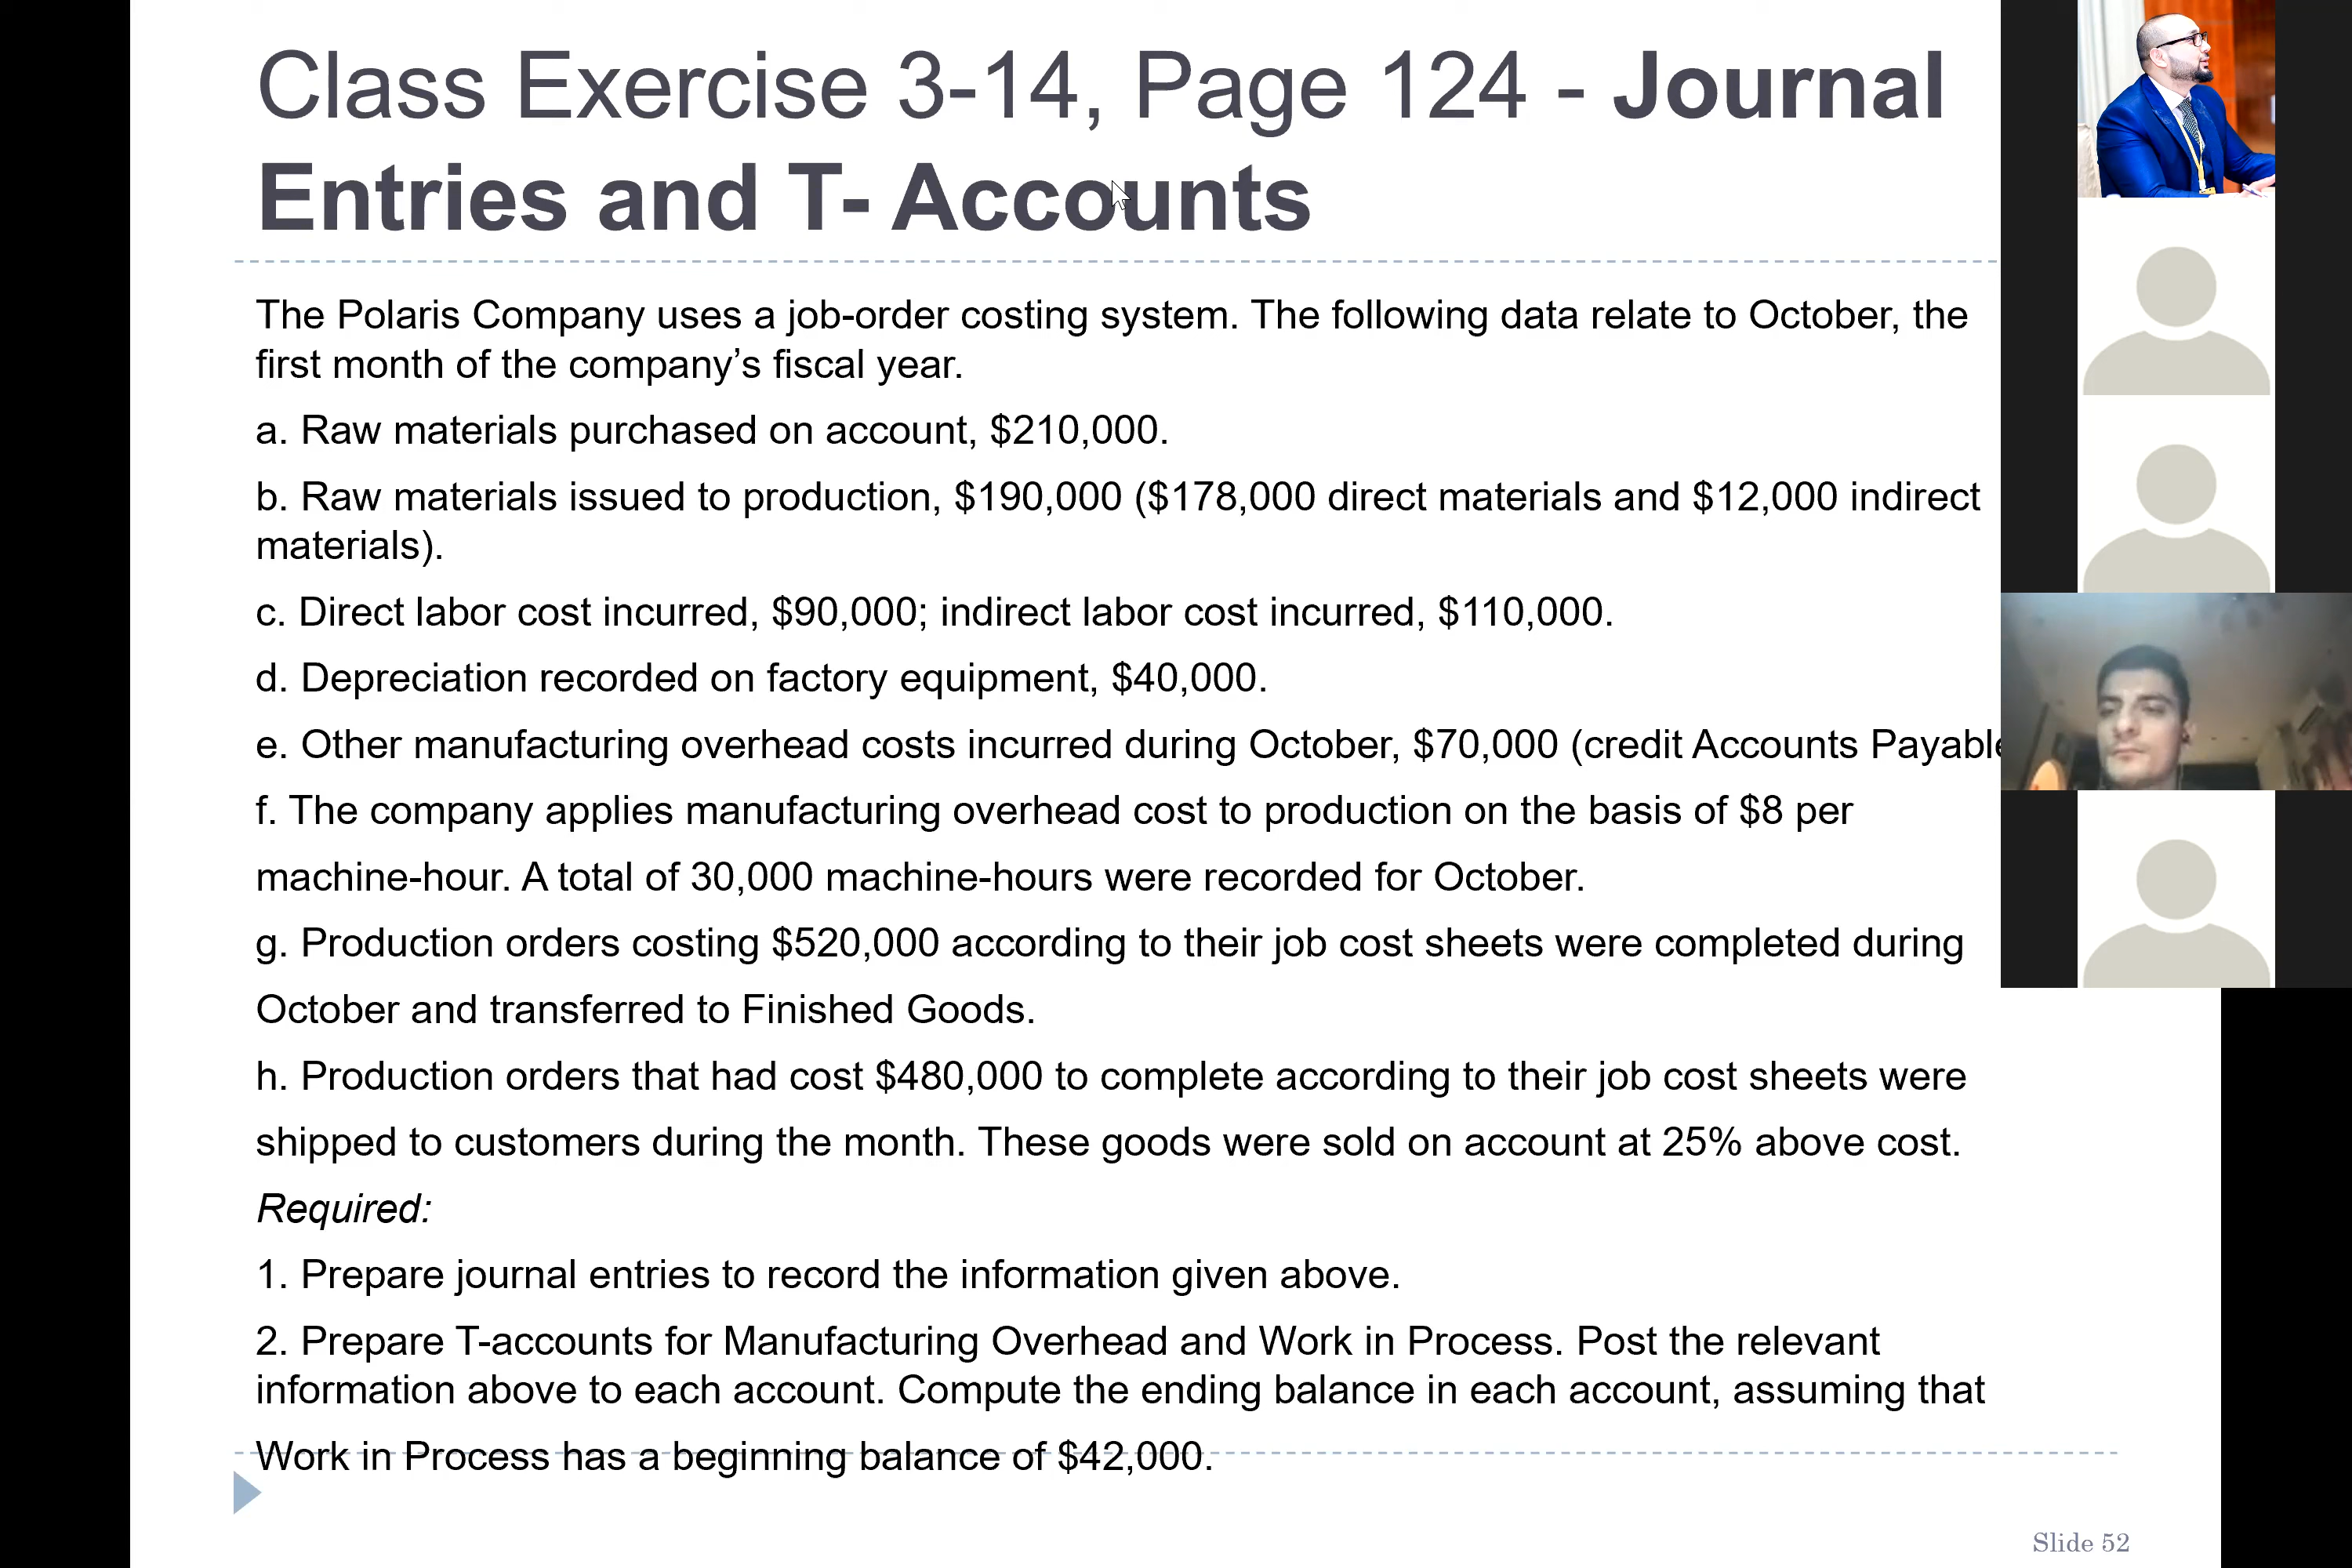 Class Exercise 3-14, Page 124 - Journal
Entries and T- Accounts
The Polaris Company uses a job-order costing system. The following data relate to October, the
first month of the company’s fiscal year.
a. Raw materials purchased on account, $210,000.
b. Raw materials issued to production, $190,000 ($178,000 direct materials and $12,000 indirect
materials).
c. Direct labor cost incurred, $90,000; indirect labor cost incurred, $110,000.
d. Depreciation recorded on factory equipment, $40,000.
e. Other manufacturing overhead costs incurred during October, $70,000 (credit Accounts Payable
f. The company applies manufacturing overhead cost to production on the basis of $8 per
machine-hour. A total of 30,000 machine-hours were recorded for October.
g. Production orders costing $520,000 according to their job cost sheets were completed during
October and transferred to Finished Goods.
h. Production orders that had cost $480,000 to complete according to their job cost sheets were
shipped to customers during the month. These goods were sold on account at 25% above cost.
Required:
1. Prepare journal entries to record the information given above.
2. Prepare T-accounts for Manufacturing Overhead and Work in Process. Post the relevant
information above to each account. Compute the ending balance in each account, assuming that
Work in Process has a beginning balance of $42,000.
Slide 52